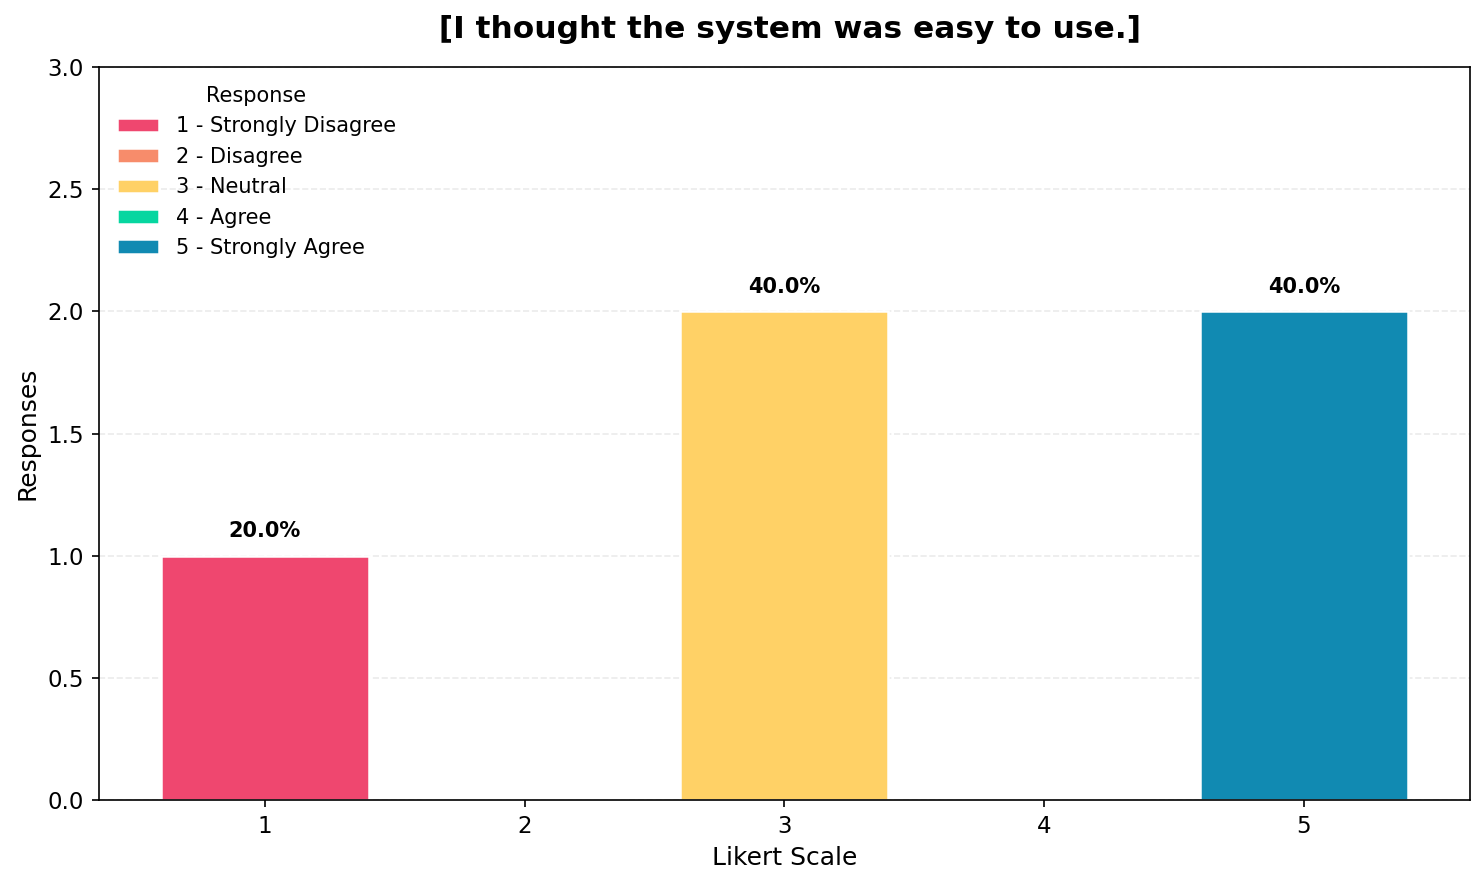 [I thought the system was easy to use.]
3.0
2.5
2.0
1.5
1.0
0.5
0.0
Responses
Response
1 - Strongly Disagree
2 - Disagree
3 - Neutral
4 - Agree
5 - Strongly Agree
20.0%
40.0%
40.0%
1 2 3 4 5
Likert Scale